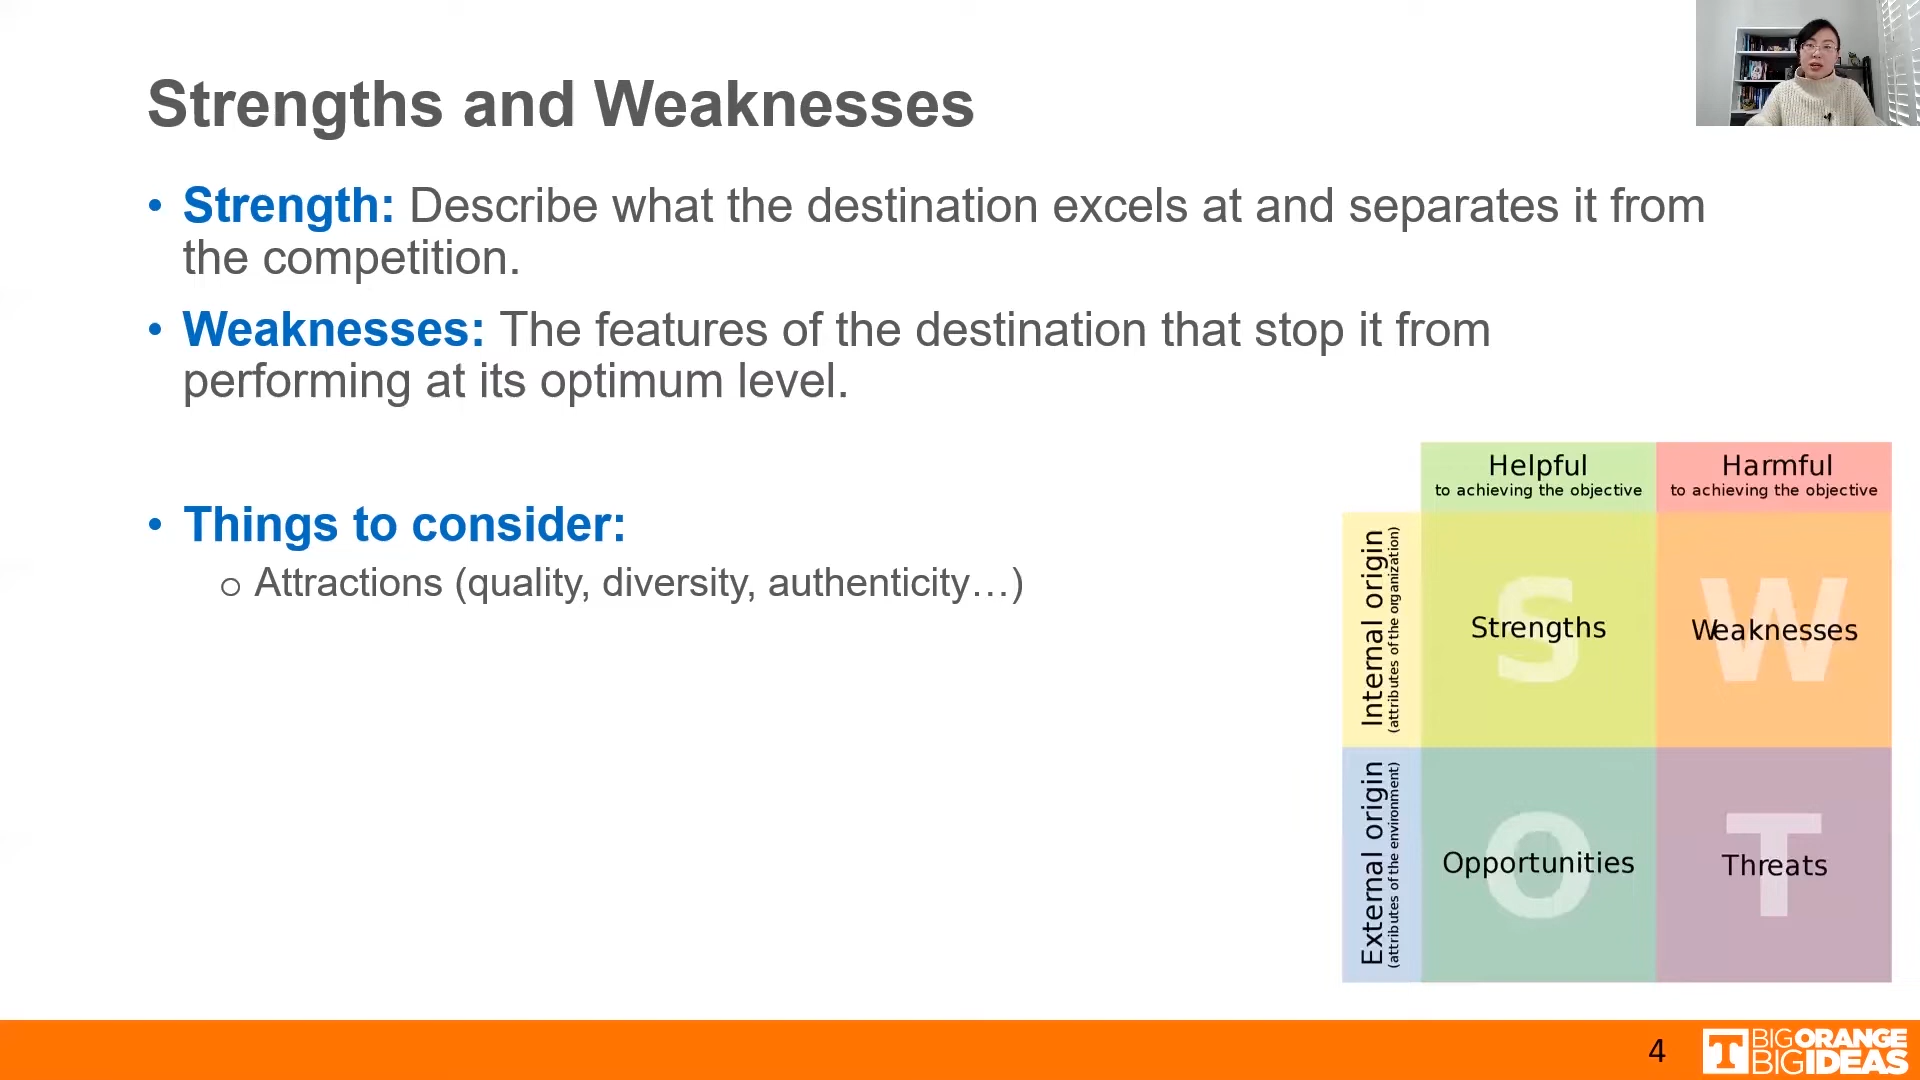 Strengths and Weaknesses
• Strength: Describe what the destination excels at and separates it from
the competition.
• Weaknesses: The features of the destination that stop it from
performing at its optimum level.
• Things to consider:
o Attractions (quality, diversity, authenticity…)
Helpful
to achieving the objective
Harmful
to achieving the objective
Internal origin
(attributes of the organization)
S
Strengths
W
Weaknesses
External origin
(attributes of the environment)
O
Opportunities
T
Threats
4
T
BIG ORANGE
BIG IDEAS